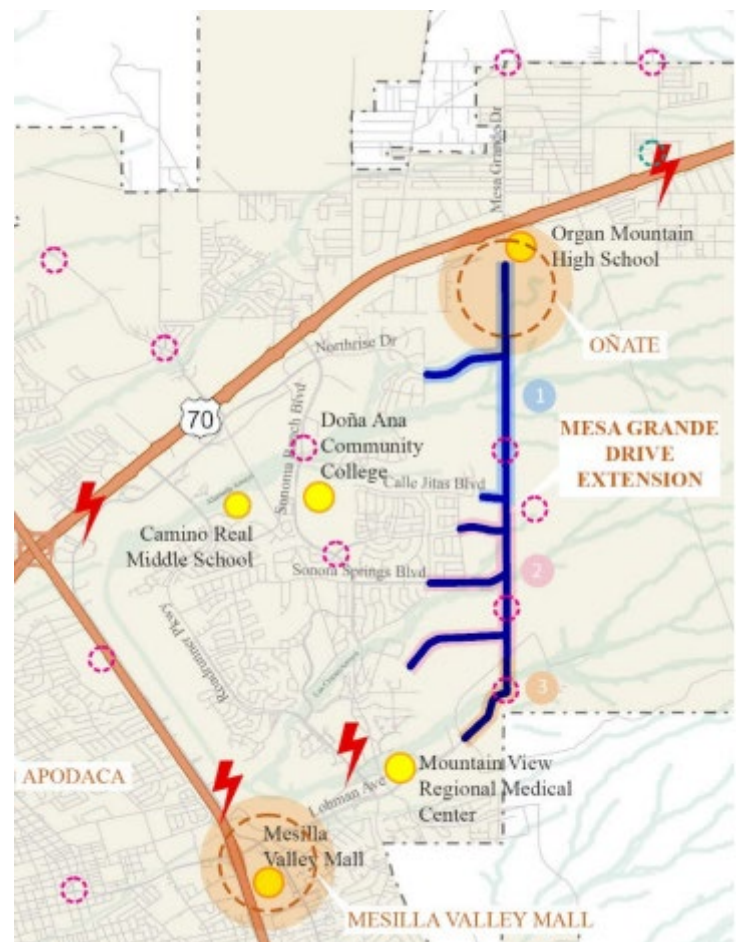 Mesa Grande Dr
Organ Mountain
High School
OÑATE
Northrise Dr
70
1
Sonoma Ranch Blvd
Doña Ana
Community
College
MESA GRANDE
DRIVE
EXTENSION
Calle Jitas Blvd
Camino Real
Middle School
Sonora Springs Blvd
2
Roadrunner Pkwy
3
Mountain View
Regional Medical
Center
APODACA
Lohman Ave
Mesilla
Valley Mall
MESILLA VALLEY MALL